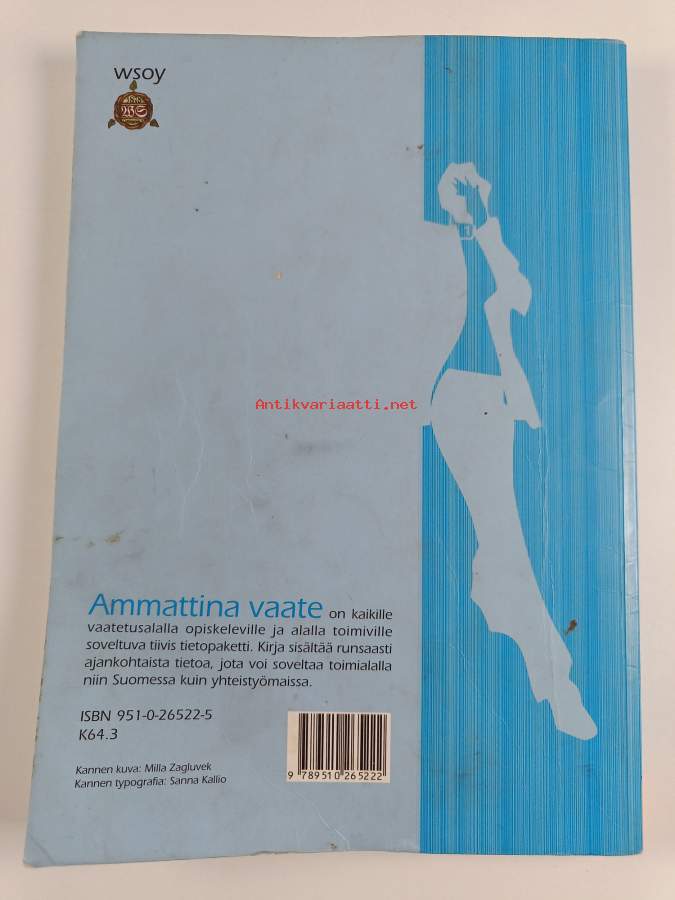 wsoy
Antikvariaatti.net
Ammattina vaate on kaikille
vaatetusalalla opiskeleville ja alalla toimiville
soveltuva tiivis tietopaketti. Kirja sisältää runsaasti
ajankohtaista tietoa, jota voi soveltaa toimialalla
niin Suomessa kuin yhteistyömaissa.
ISBN 951-0-26522-5
K64.3
Kannen kuva: Milla Zagluvek
Kannen typografia: Sanna Kallio
9 789510 265222